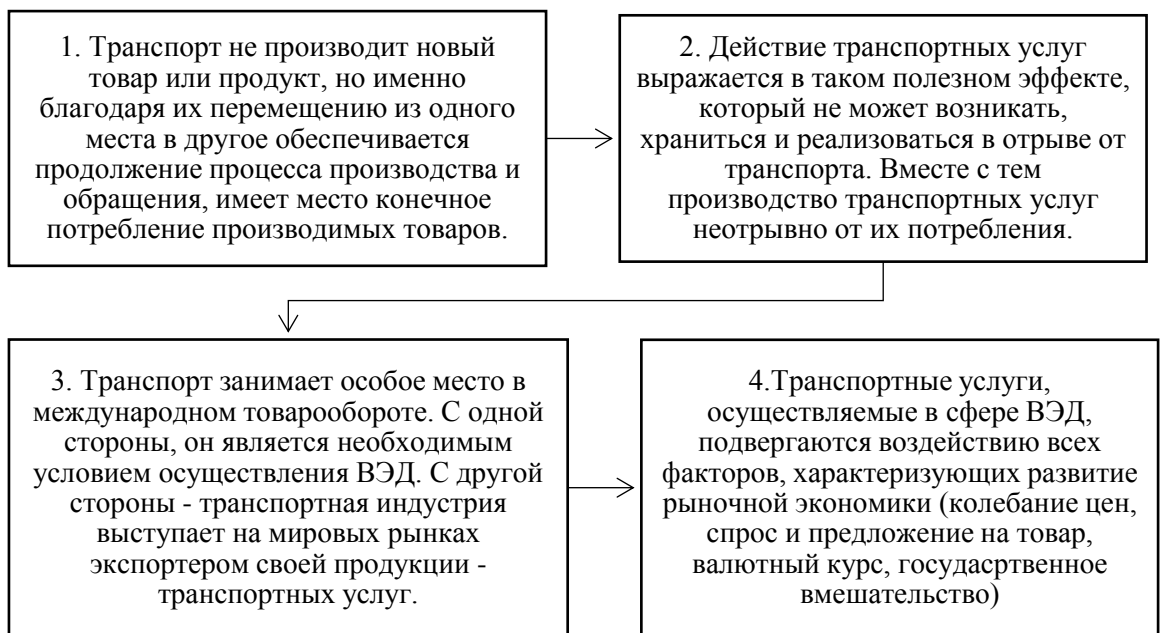 1. Транспорт не производит новый
товар или продукт, но именно
благодаря их перемещению из одного
места в другое обеспечивается
продолжение процесса производства и
обращения, имеет место конечное
потребление производимых товаров.
2. Действие транспортных услуг
выражается в таком полезном эффекте,
который не может возникать,
храниться и реализоваться в отрыве от
транспорта. Вместе с тем
производство транспортных услуг
неотрывно от их потребления.
3. Транспорт занимает особое место в
международном товарообороте. С одной
стороны, он является необходимым
условием осуществления ВЭД. С другой
стороны - транспортная индустрия
выступает на мировых рынках
экспортером своей продукции -
транспортных услуг.
4.Транспортные услуги,
осуществляемые в сфере ВЭД,
подвергаются воздействию всех
факторов, характеризующих развитие
рыночной экономики (колебание цен,
спрос и предложение на товар,
валютный курс, госудасртвенное
вмешательство)